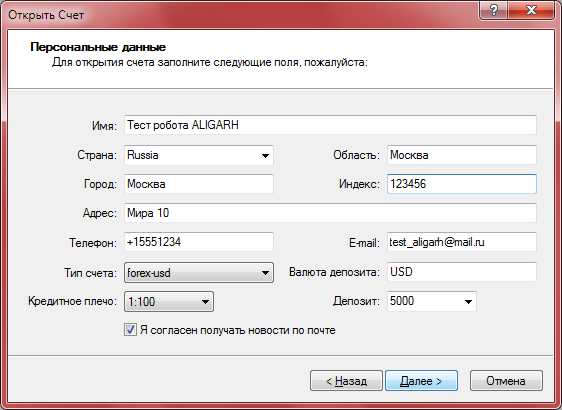 Открыть Счет
Персональные данные
Для открытия счета заполните следующие поля, пожалуйста:
Имя: Тест робота ALIGARH
Страна: Russia Область: Москва
Город: Москва Индекс: 123456
Адрес: Мира 10
Телефон: +15551234 E-mail: test_aligarh@mail.ru
Тип счета: forex-usd Валюта депозита: USD
Кредитное плечо: 1:100 Депозит: 5000
Я согласен получать новости по почте
< Назад Далее > Отмена